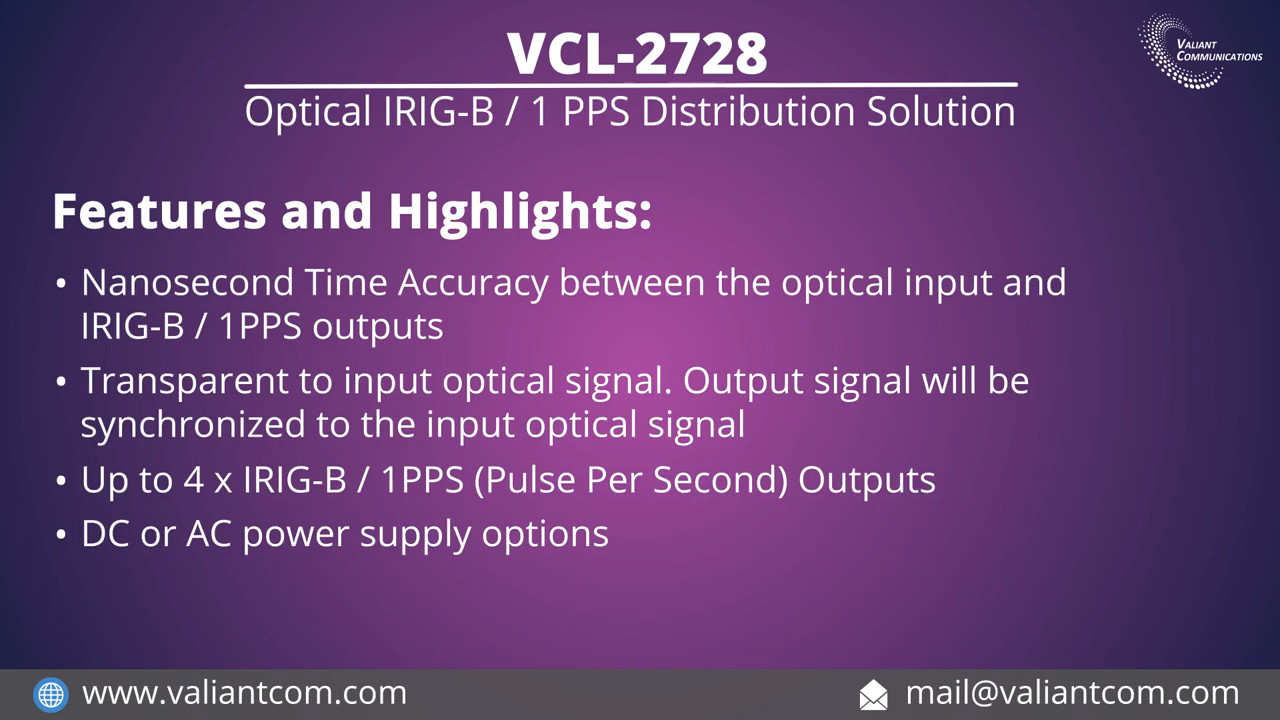 VCL-2728
Optical IRIG-B / 1 PPS Distribution Solution
VALIANT
COMMUNICATIONS
Features and Highlights:
• Nanosecond Time Accuracy between the optical input and
IRIG-B / 1PPS outputs
• Transparent to input optical signal. Output signal will be
synchronized to the input optical signal
• Up to 4 x IRIG-B / 1PPS (Pulse Per Second) Outputs
• DC or AC power supply options
www.valiantcom.com
mail@valiantcom.com